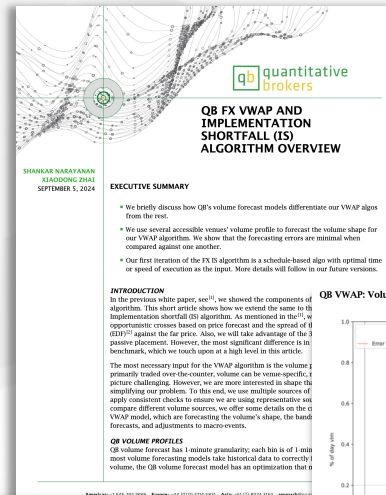 qb quantitative
brokers
QB FX VWAP AND
IMPLEMENTATION
SHORTFALL (IS)
ALGORITHM OVERVIEW
SHANKAR NARAYANAN
XIAODONG ZHAI
SEPTEMBER 5, 2024
EXECUTIVE SUMMARY
▪ We briefly discuss how QB's volume forecast models differentiate our VWAP algos
from the rest.
▪ We use several accessible venues' volume profile to forecast the volume shape for
our VWAP algorithm. We show that the forecasting errors are minimal when
compared against one another.
▪ Our first iteration of the FX IS algorithm is a schedule-based algo with optimal time
or speed of execution as the input. More details will follow in our future versions.
INTRODUCTION
In the previous white paper, see[1], we showed the components of
algorithm. This short article shows how we extend the same to th
Implementation shortfall (IS) algorithm. As mentioned in the[1], w
opportunistic crosses based on price forecast and the spread of th
(EDF)[2] against the far price. Also, we will take advantage of the 3
passive placement. However, the most significant difference is in
benchmark, which we touch upon at a high level in this article.
The most necessary input for the VWAP algorithm is the volume p
primarily traded over-the-counter, volume can be venue-specific, r
picture challenging. However, we are more interested in shape tha
simplifying our problem. To this end, we use multiple sources of
apply consistent checks to ensure we are using representative sou
compare different volume sources, we offer some details on the c
VWAP model, which are forecasting the volume's shape, the band
forecasts, and adjustments to macro-events.
QB VOLUME PROFILES
QB volume forecast has 1-minute granularity; each bin is of 1-min
most volume forecasting models take historical data to correctly
volume, the QB volume forecast model has an optimization that m
QB VWAP: Volu
1.0
Error
0.8
0.6
% of day vlm
0.4
0.2